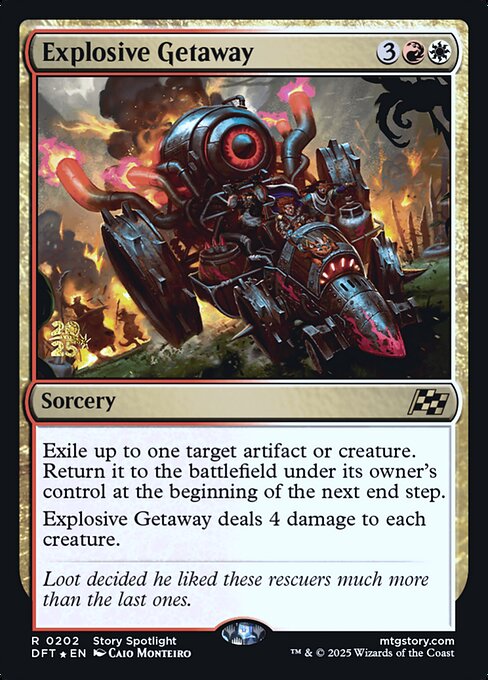 Explosive Getaway 3
2025
Sorcery
Exile up to one target artifact or creature.
Return it to the battlefield under its owner's
control at the beginning of the next end step.
Explosive Getaway deals 4 damage to each
creature.
Loot decided he liked these rescuers much more
than the last ones.
R 0202 Story Spotlight mtgstory.com
DFT ★ EN Caio Monteiro ™ & © 2025 Wizards of the Coast